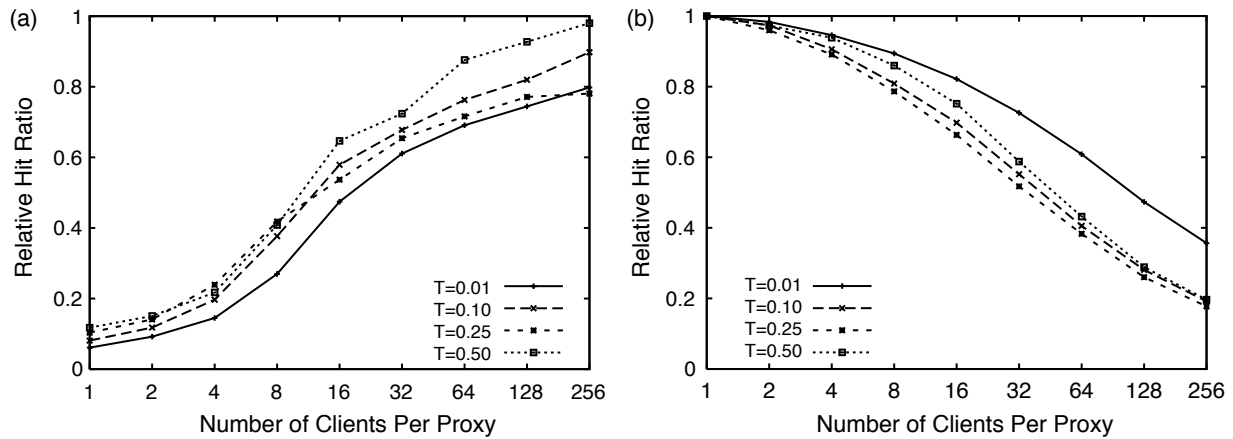 (a)
Relative Hit Ratio
1
0.8
0.6
0.4
0.2
0
T=0.01
T=0.10
T=0.25
T=0.50
1 2 4 8 16 32 64 128 256
Number of Clients Per Proxy
(b)
Relative Hit Ratio
1
0.8
0.6
0.4
0.2
0
T=0.01
T=0.10
T=0.25
T=0.50
1 2 4 8 16 32 64 128 256
Number of Clients Per Proxy